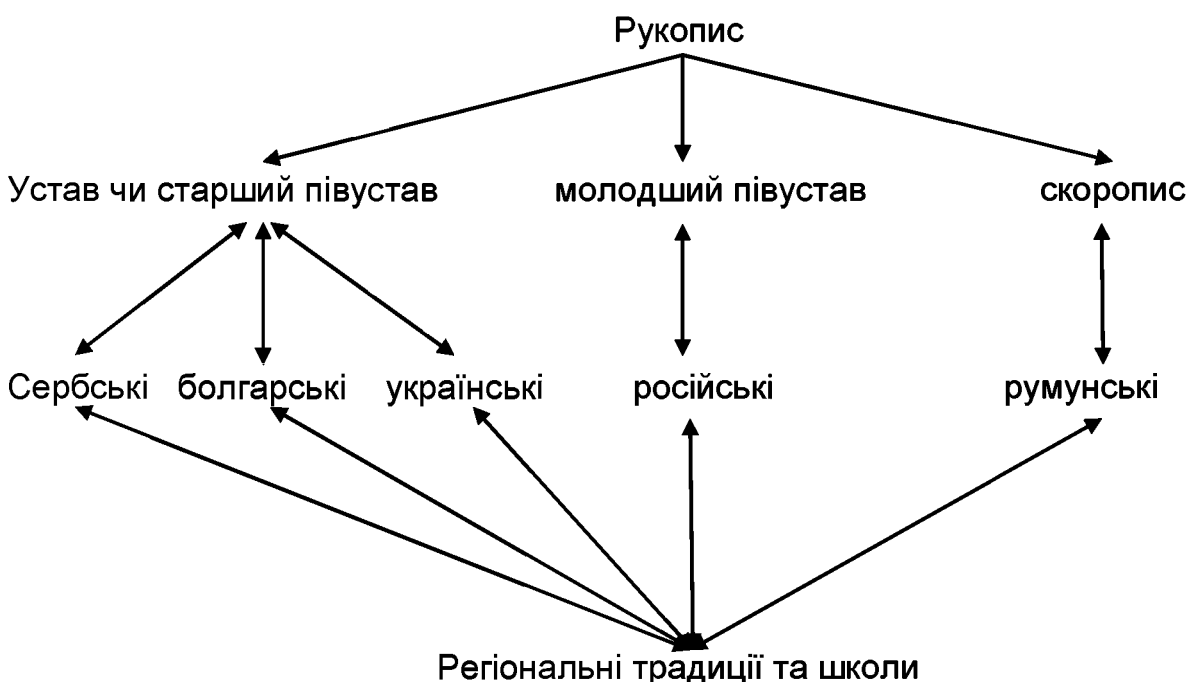 Рукопис
Устав чи старший півустав молодший півустав скоропис
Сербські болгарські українські російські румунські
Регіональні традиції та школи